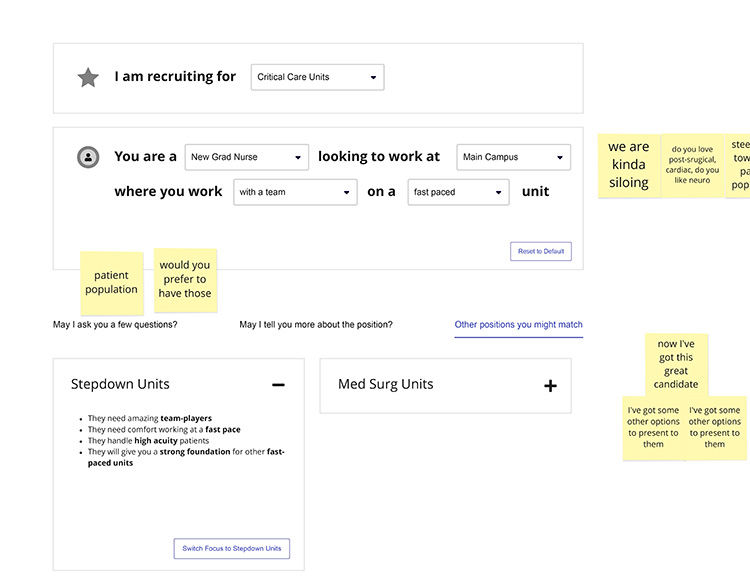 I am recruiting for Critical Care Units
You are a New Grad Nurse looking to work at Main Campus
where you work with a team on a fast paced unit
Reset to Default
we are
kinda
siloing
do you love
post-srugical,
cardiac, do you
like neuro
patient
population
would you
prefer to
have those
May I ask you a few questions?
May I tell you more about the position?
Other positions you might match
Stepdown Units
They need amazing team-players
They need comfort working at a fast pace
They handle high acuity patients
They will give you a strong foundation for other fast-
paced units
Switch Focus to Stepdown Units
Med Surg Units
now I've
got this
great
candidate
I've got some
other options
to present to
them
I've got some
other options
to present to
them